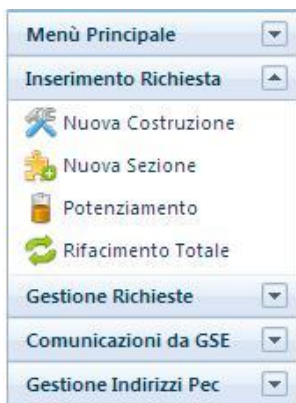 Menù Principale
Inserimento Richiesta
Nuova Costruzione
Nuova Sezione
Potenziamento
Rifacimento Totale
Gestione Richieste
Comunicazioni da GSE
Gestione Indirizzi Pec